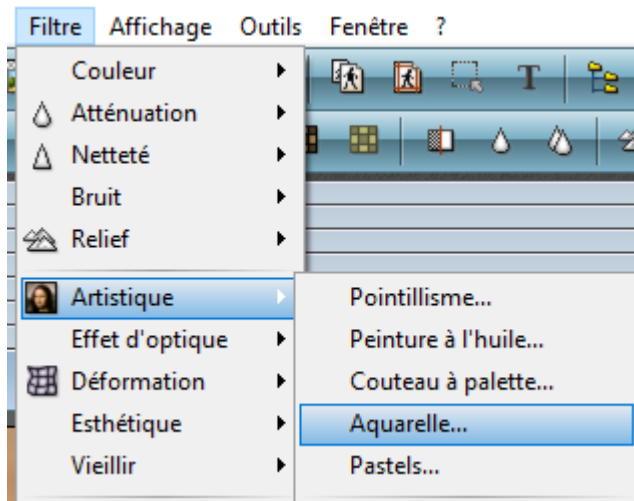 Filtre Affichage Outils Fenêtre ?
T
Couleur
Atténuation
Netteté
Bruit
Relief
Artistique
Effet d'optique
Déformation
Esthétique
Vieillir
Pointillisme...
Peinture à l'huile...
Couteau à palette...
Aquarelle...
Pastels...